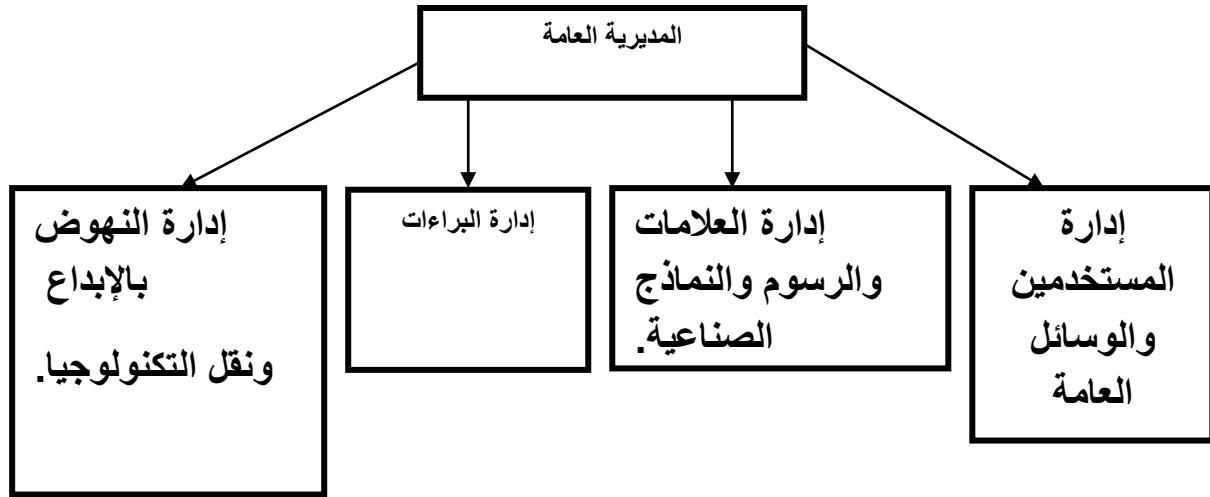 المديرية العامة
إدارة
المستخدمين
والوسائل
العامة
إدارة العلامات
والرسوم والنماذج
الصناعية.
إدارة البراءات
إدارة النهوض
بالإبداع
ونقل التكنولوجيا.